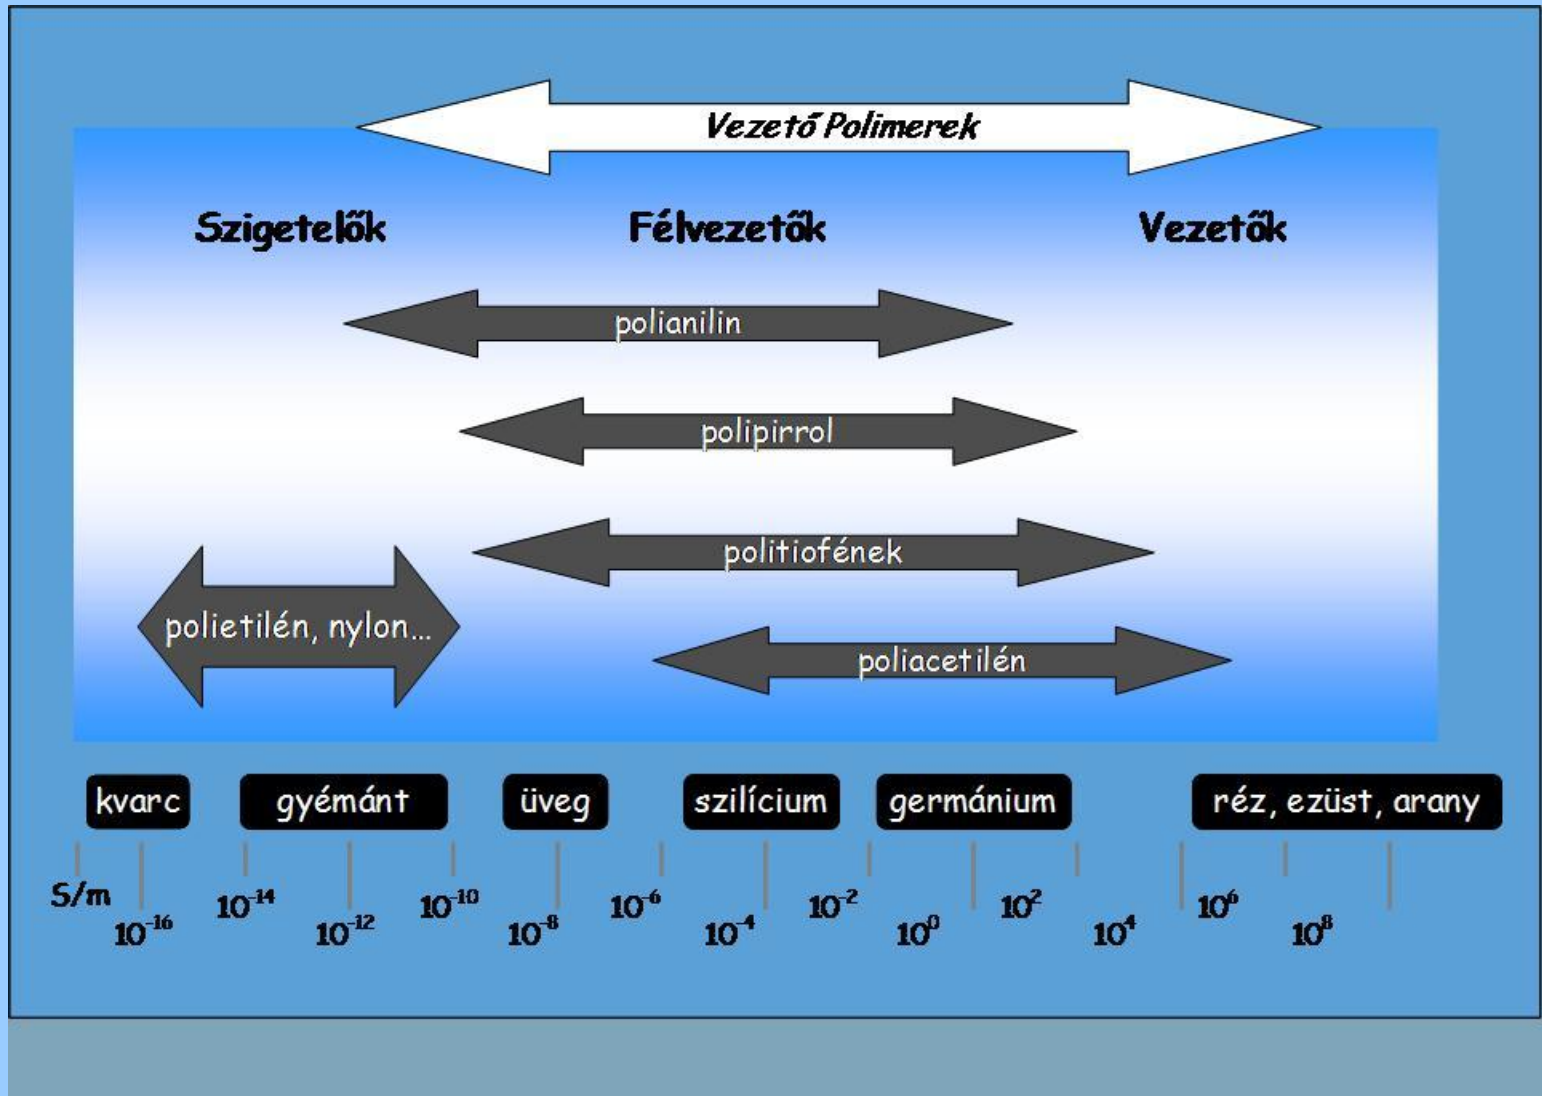 Vezető Polimerek
Szigetelők Félvezetők Vezetők
polianilin
polipirrol
politiofének
polietilén, nylon...
poliacetilén
kvarc gyémánt üveg szilícium germánium réz, ezüst, arany
S/m 10⁻¹⁴ 10⁻¹⁰ 10⁻⁶ 10⁻² 10² 10⁶
10⁻¹⁶ 10⁻¹² 10⁻⁸ 10⁻⁴ 10⁰ 10⁴ 10⁸